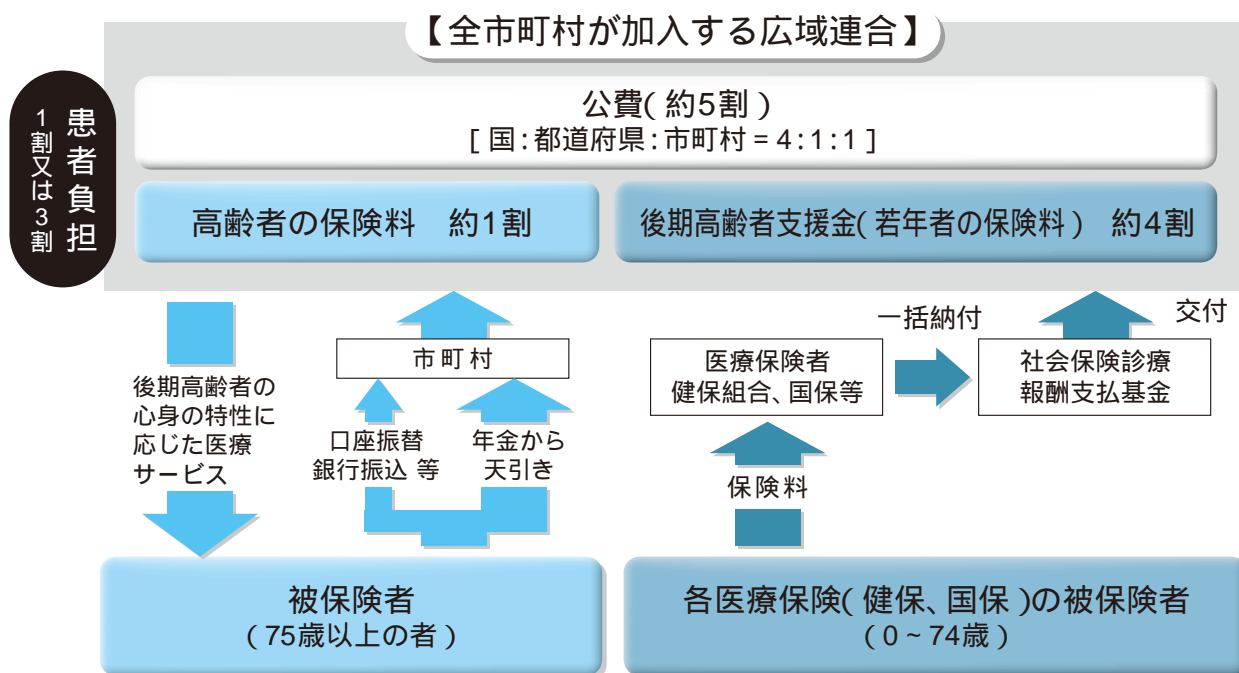 【全市町村が加入する広域連合】
患者負担
1割又は3割
公費(約5割)
[国:都道府県:市町村=4:1:1]
高齢者の保険料　約1割
後期高齢者支援金(若年者の保険料)　約4割
後期高齢者の
心身の特性に
応じた医療
サービス
市町村
口座振替
銀行振込 等
年金から
天引き
医療保険者
健保組合、国保等
一括納付
社会保険診療
報酬支払基金
交付
保険料
被保険者
(75歳以上の者)
各医療保険(健保、国保)の被保険者
(0~74歳)